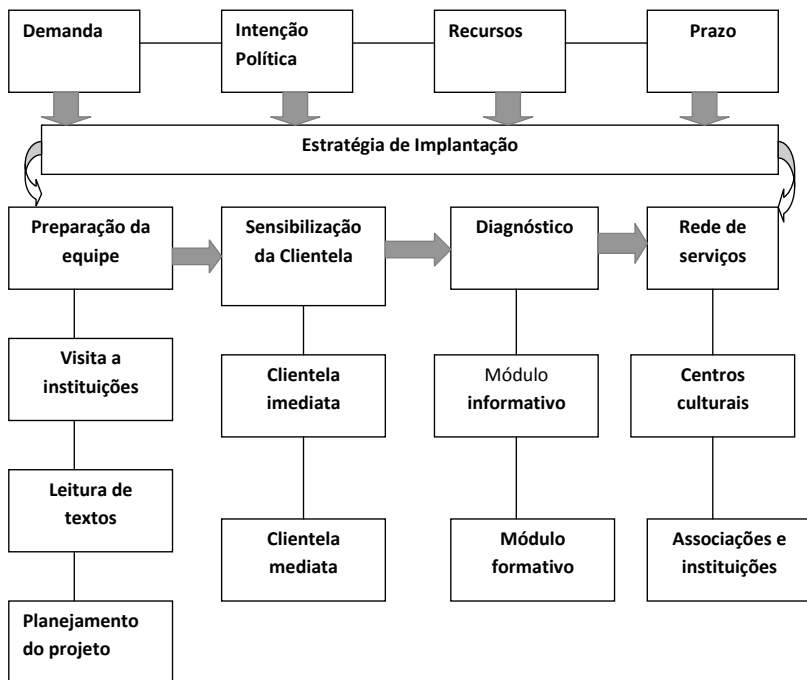 Demanda
Intenção
Política
Recursos
Prazo
Estratégia de Implantação
Preparação da
equipe
Sensibilização
da Clientela
Diagnóstico
Rede de
serviços
Visita a
instituições
Clientela
imediata
Módulo
informativo
Centros
culturais
Leitura de
textos
Clientela
mediata
Módulo
formativo
Associações e
instituições
Planejamento
do projeto